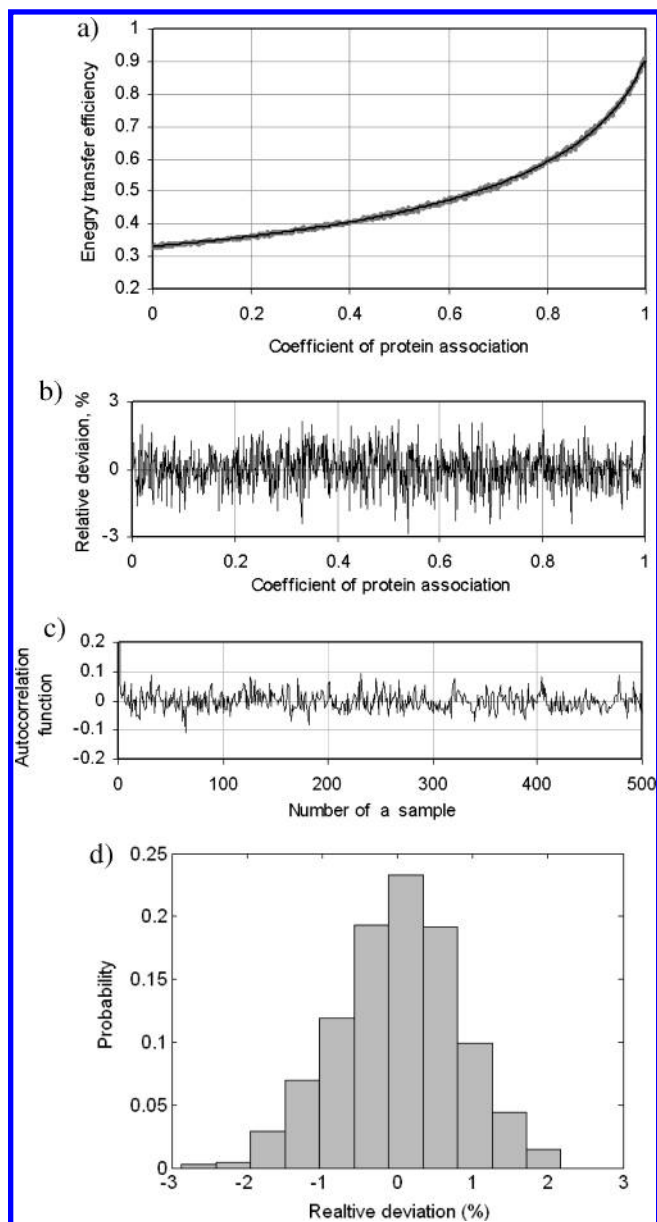 a)
1
0.9
0.8
0.7
0.6
0.5
0.4
0.3
0.2
Enegry transfer efficiency
0 0.2 0.4 0.6 0.8 1
Coefficient of protein association
b)
3
0
-3
Relative deviaion, %
0 0.2 0.4 0.6 0.8 1
Coefficient of protein association
c)
0.2
0.1
0
-0.1
-0.2
Autocorrelation
function
0 100 200 300 400 500
Number of a sample
d)
0.25
0.2
0.15
0.1
0.05
0
Probability
-3 -2 -1 0 1 2 3
Realtive deviation (%)